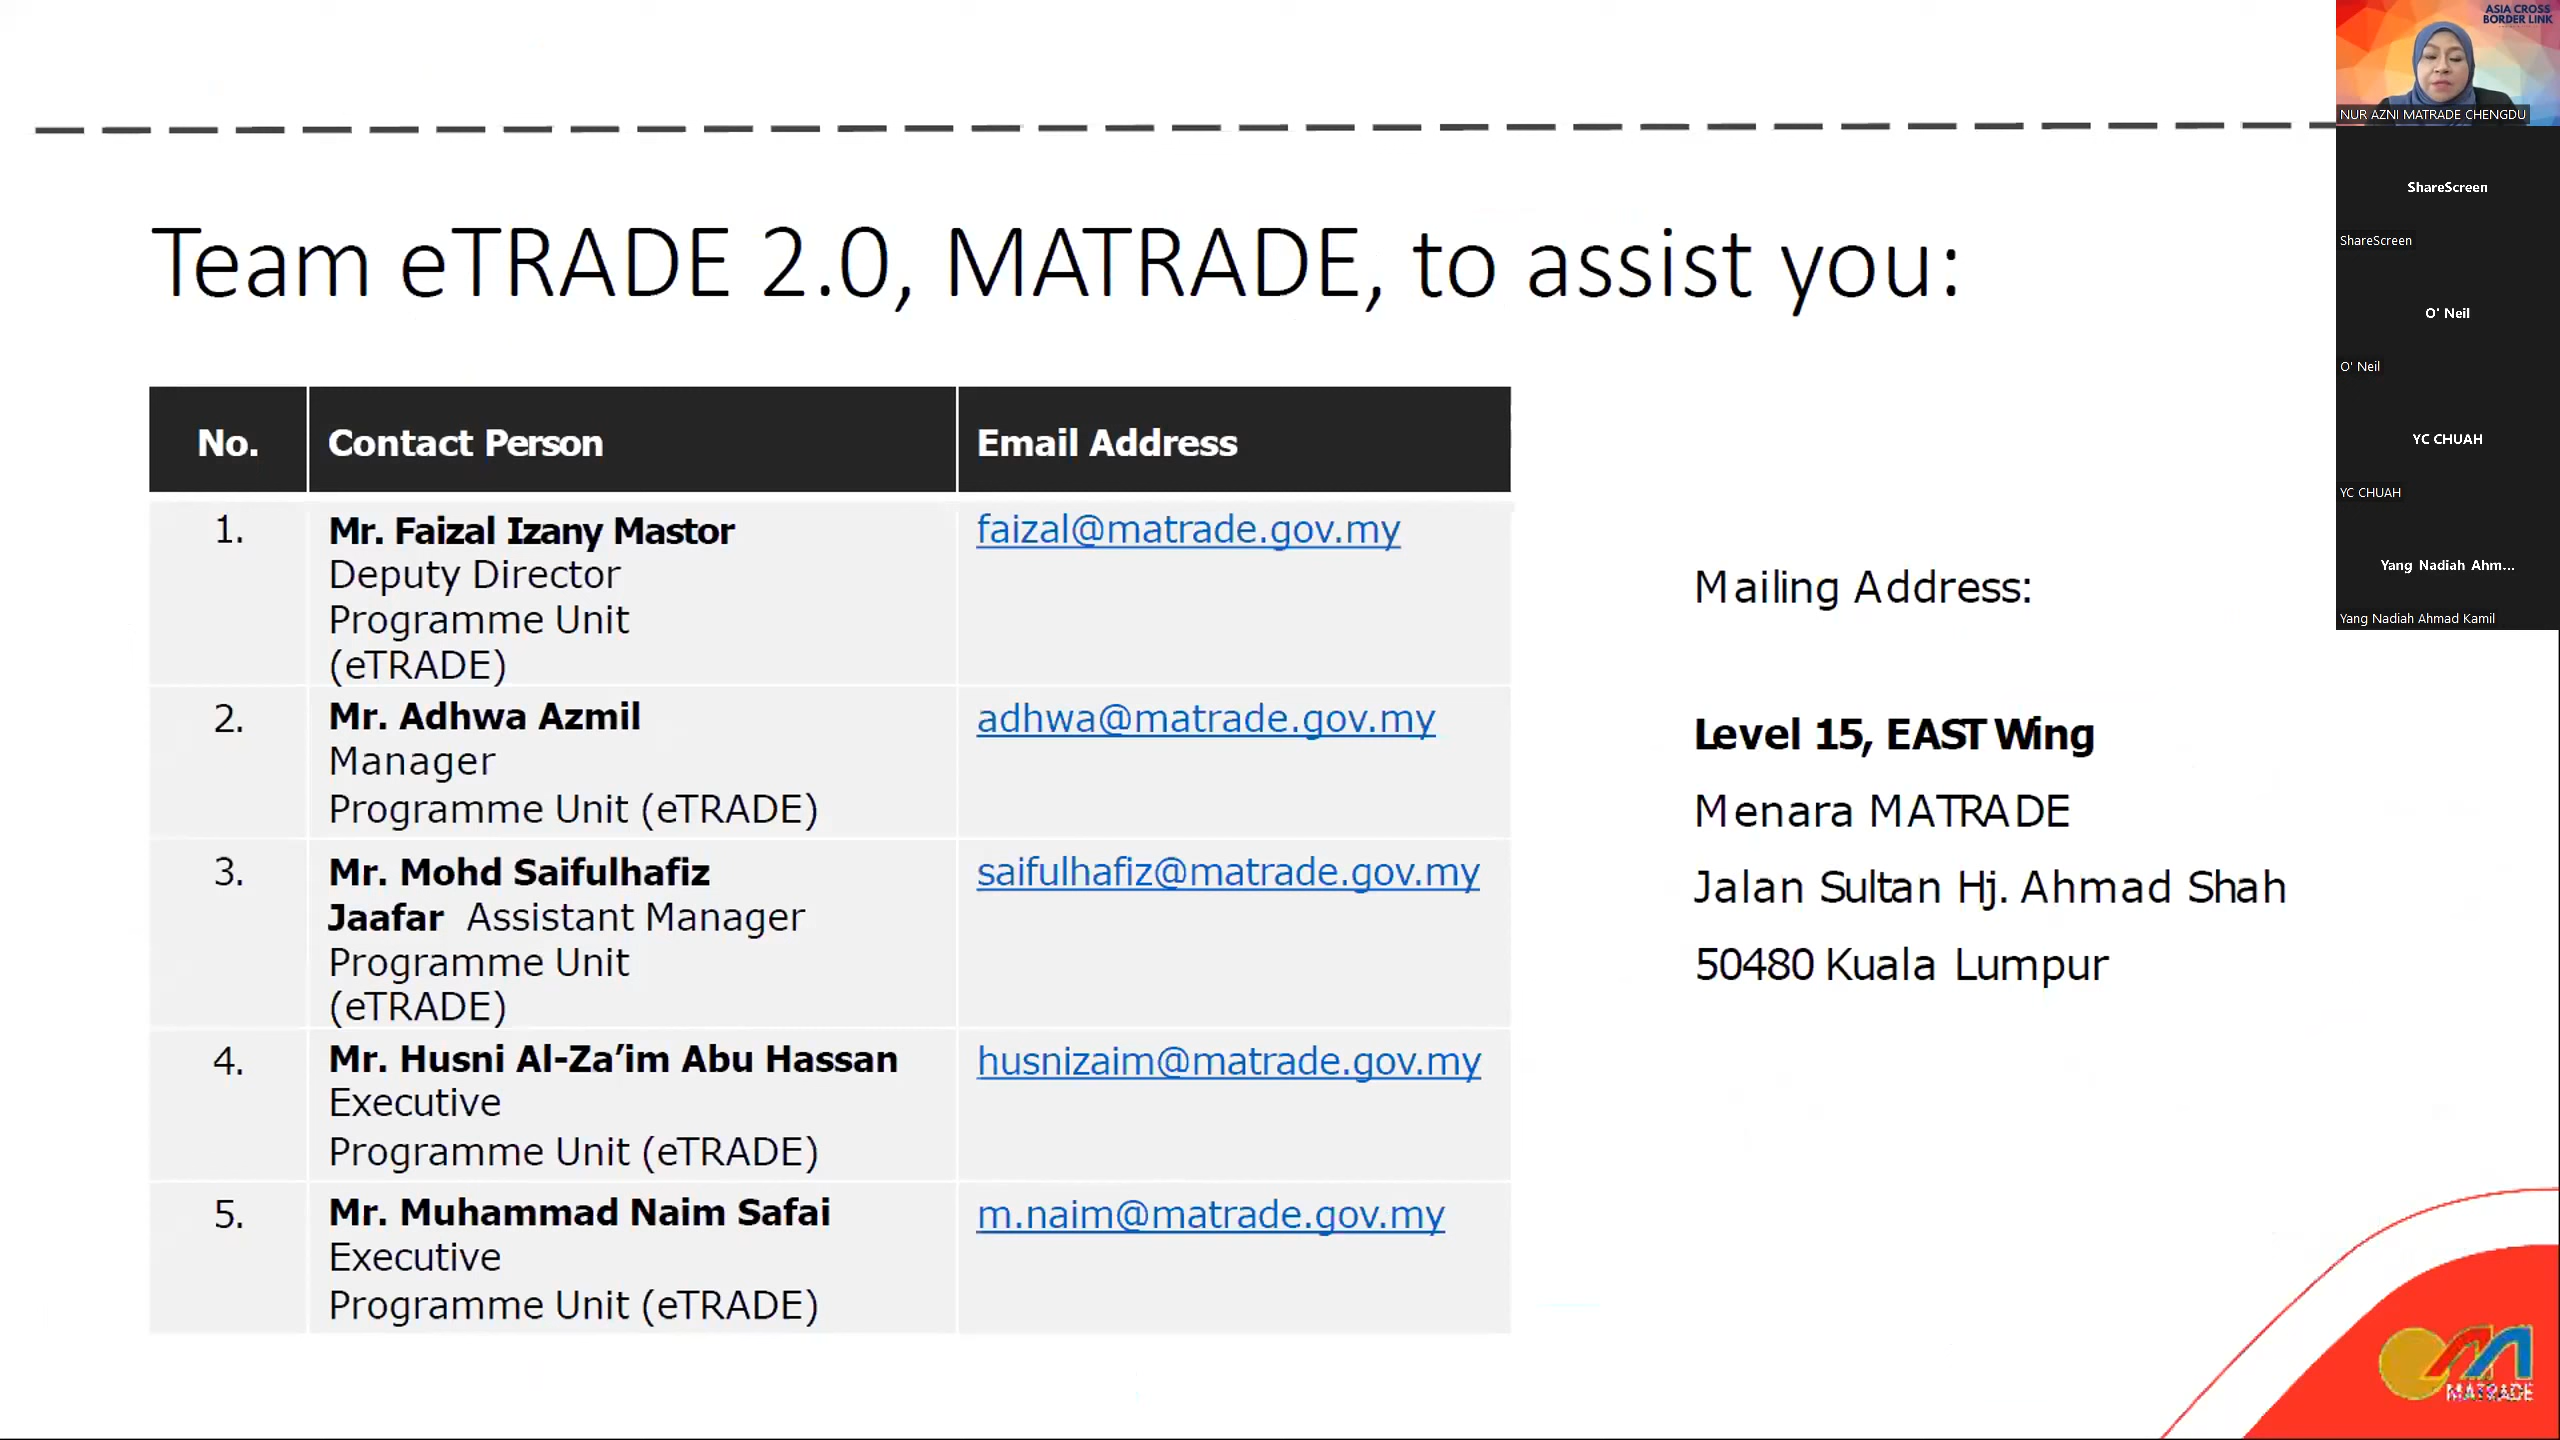 Team eTRADE 2.0, MATRADE, to assist you:
No. Contact Person Email Address
1. Mr. Faizal Izany Mastor faizal@matrade.gov.my
Deputy Director
Programme Unit
(eTRADE)
2. Mr. Adhwa Azmil adhwa@matrade.gov.my
Manager
Programme Unit (eTRADE)
3. Mr. Mohd Saifulhafiz saifulhafiz@matrade.gov.my
Jaafar Assistant Manager
Programme Unit
(eTRADE)
4. Mr. Husni Al-Za’im Abu Hassan husnizaim@matrade.gov.my
Executive
Programme Unit (eTRADE)
5. Mr. Muhammad Naim Safai m.naim@matrade.gov.my
Executive
Programme Unit (eTRADE)
Mailing Address:
Level 15, EAST Wing
Menara MATRADE
Jalan Sultan Hj. Ahmad Shah
50480 Kuala Lumpur
MATRADE
ASIA CROSS
BORDER LINK
NUR AZNI MATRADE CHENGDU
ShareScreen
ShareScreen
O' Neil
O' Neil
YC CHUAH
YC CHUAH
Yang Nadiah Ahm...
Yang Nadiah Ahmad Kamil